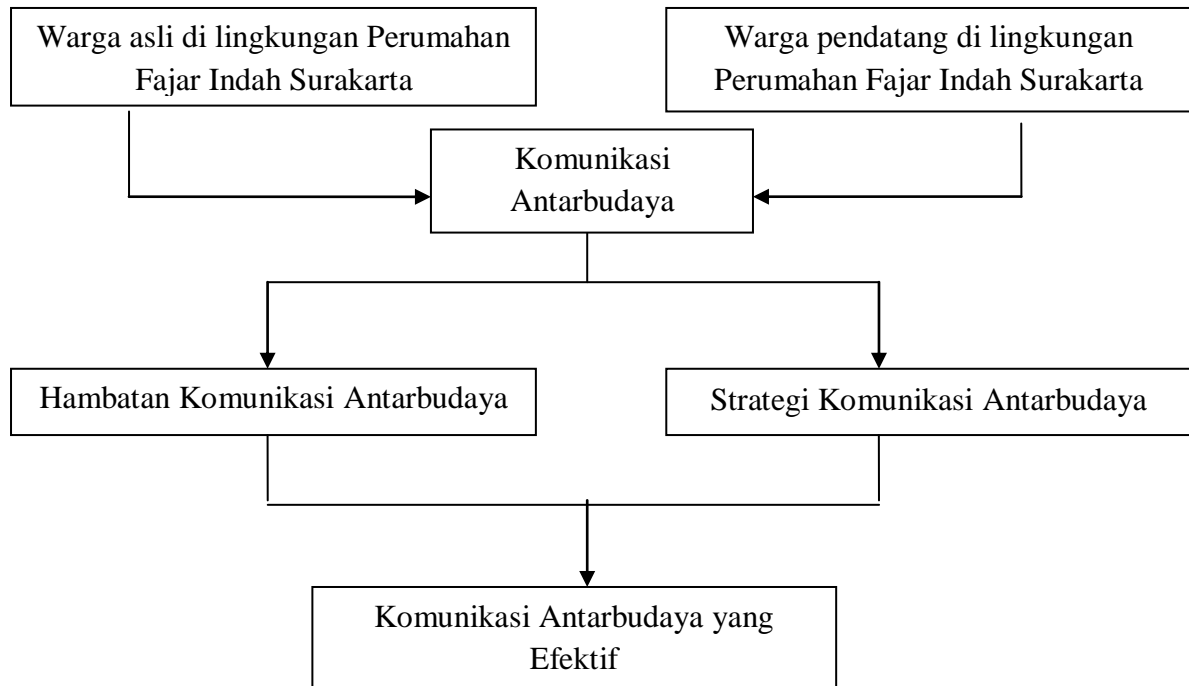 Warga asli di lingkungan Perumahan
Fajar Indah Surakarta
Warga pendatang di lingkungan
Perumahan Fajar Indah Surakarta
Komunikasi
Antarbudaya
Hambatan Komunikasi Antarbudaya
Strategi Komunikasi Antarbudaya
Komunikasi Antarbudaya yang
Efektif